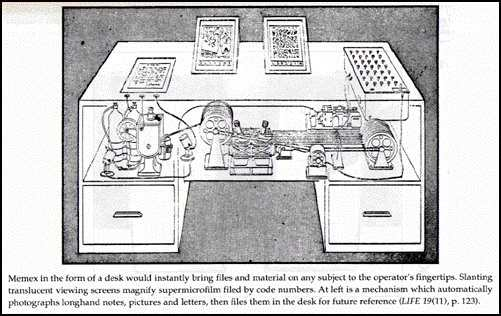 Memex in the form of a desk would instantly bring files and material on any subject to the operator's fingertips. Slanting
translucent viewing screens magnify supermicrofilm filed by code numbers. At left is a mechanism which automatically
photographs longhand notes, pictures and letters, then files them in the desk for future reference (LIFE 19(11), p. 123).